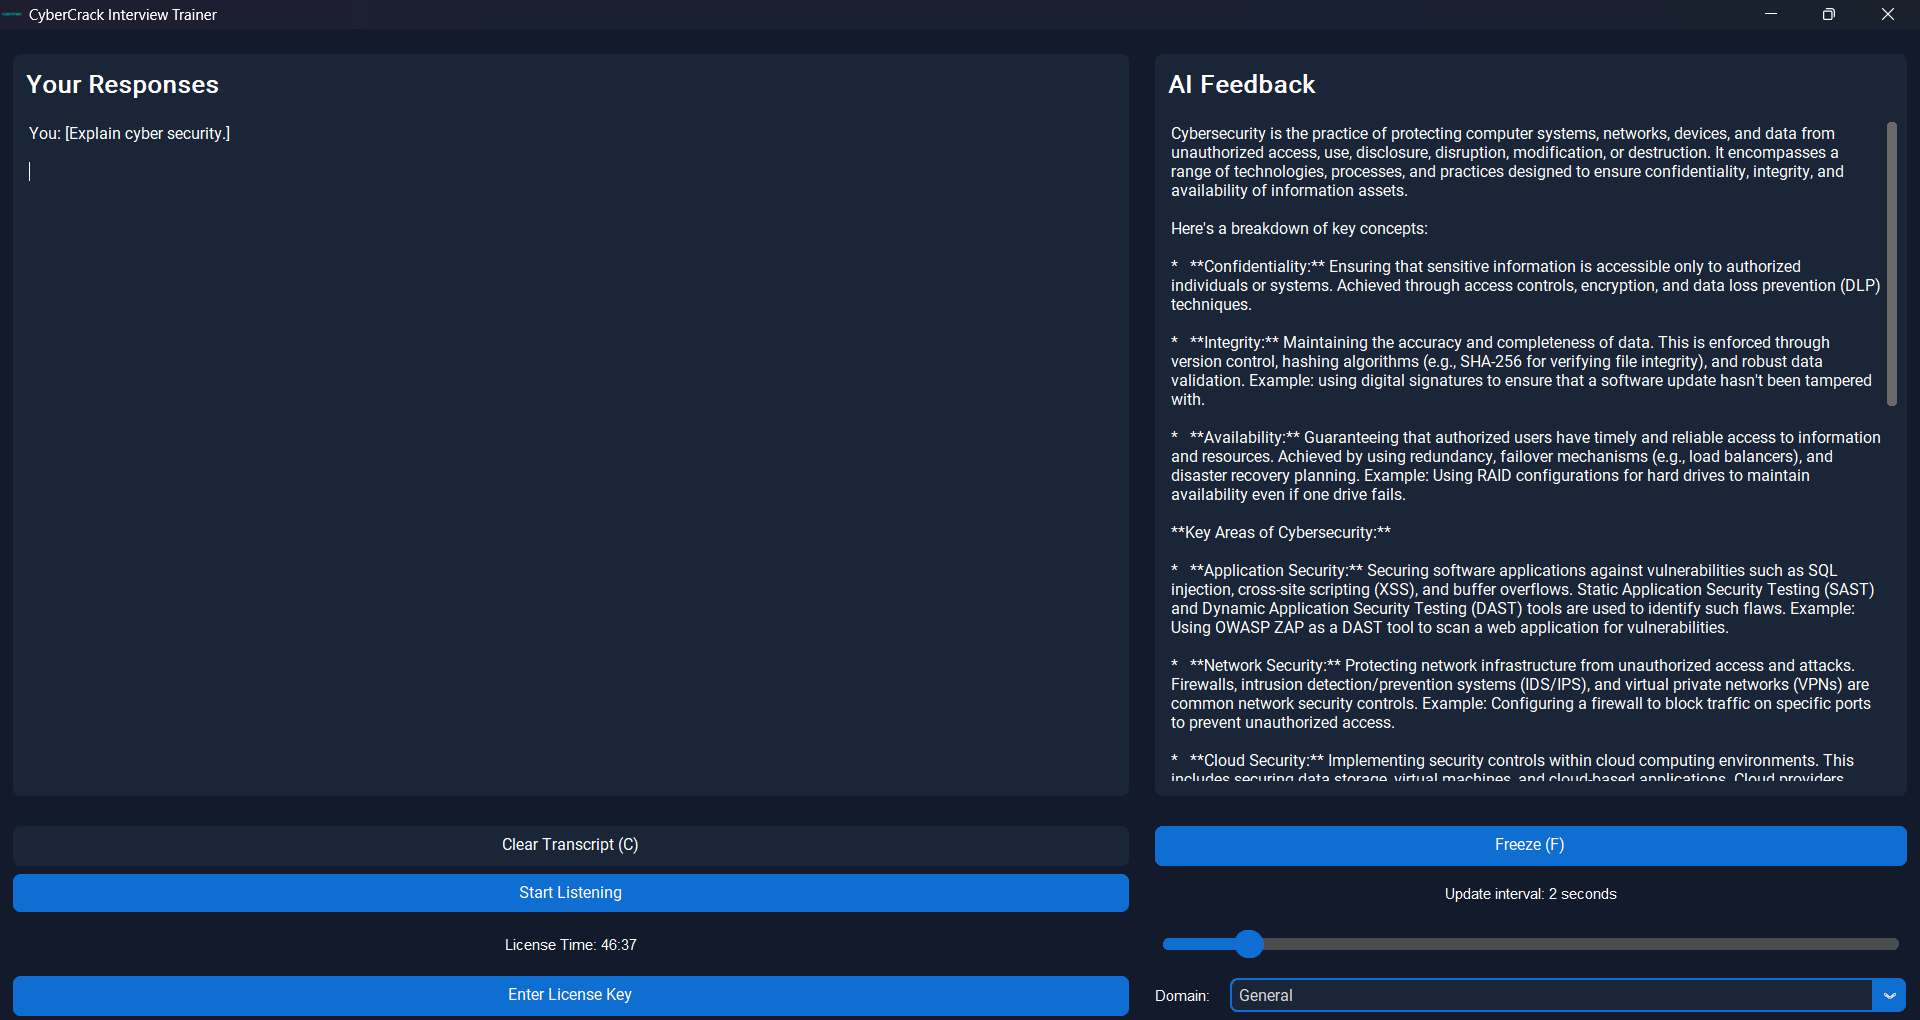 CyberCrack Interview Trainer
Your Responses
You: [Explain cyber security.]
AI Feedback
Cybersecurity is the practice of protecting computer systems, networks, devices, and data from
unauthorized access, use, disclosure, disruption, modification, or destruction. It encompasses a
range of technologies, processes, and practices designed to ensure confidentiality, integrity, and
availability of information assets.
Here's a breakdown of key concepts:
*   **Confidentiality:** Ensuring that sensitive information is accessible only to authorized
individuals or systems. Achieved through access controls, encryption, and data loss prevention (DLP)
techniques.
*   **Integrity:** Maintaining the accuracy and completeness of data. This is enforced through
version control, hashing algorithms (e.g., SHA-256 for verifying file integrity), and robust data
validation. Example: using digital signatures to ensure that a software update hasn't been tampered
with.
*   **Availability:** Guaranteeing that authorized users have timely and reliable access to information
and resources. Achieved by using redundancy, failover mechanisms (e.g., load balancers), and
disaster recovery planning. Example: Using RAID configurations for hard drives to maintain
availability even if one drive fails.
**Key Areas of Cybersecurity:**
*   **Application Security:** Securing software applications against vulnerabilities such as SQL
injection, cross-site scripting (XSS), and buffer overflows. Static Application Security Testing (SAST)
and Dynamic Application Security Testing (DAST) tools are used to identify such flaws. Example:
Using OWASP ZAP as a DAST tool to scan a web application for vulnerabilities.
*   **Network Security:** Protecting network infrastructure from unauthorized access and attacks.
Firewalls, intrusion detection/prevention systems (IDS/IPS), and virtual private networks (VPNs) are
common network security controls. Example: Configuring a firewall to block traffic on specific ports
to prevent unauthorized access.
*   **Cloud Security:** Implementing security controls within cloud computing environments. This
includes securing data storage, virtual machines, and cloud-based applications. Cloud providers
Clear Transcript (C)
Start Listening
License Time: 46:37
Enter License Key
Freeze (F)
Update interval: 2 seconds
Domain: General